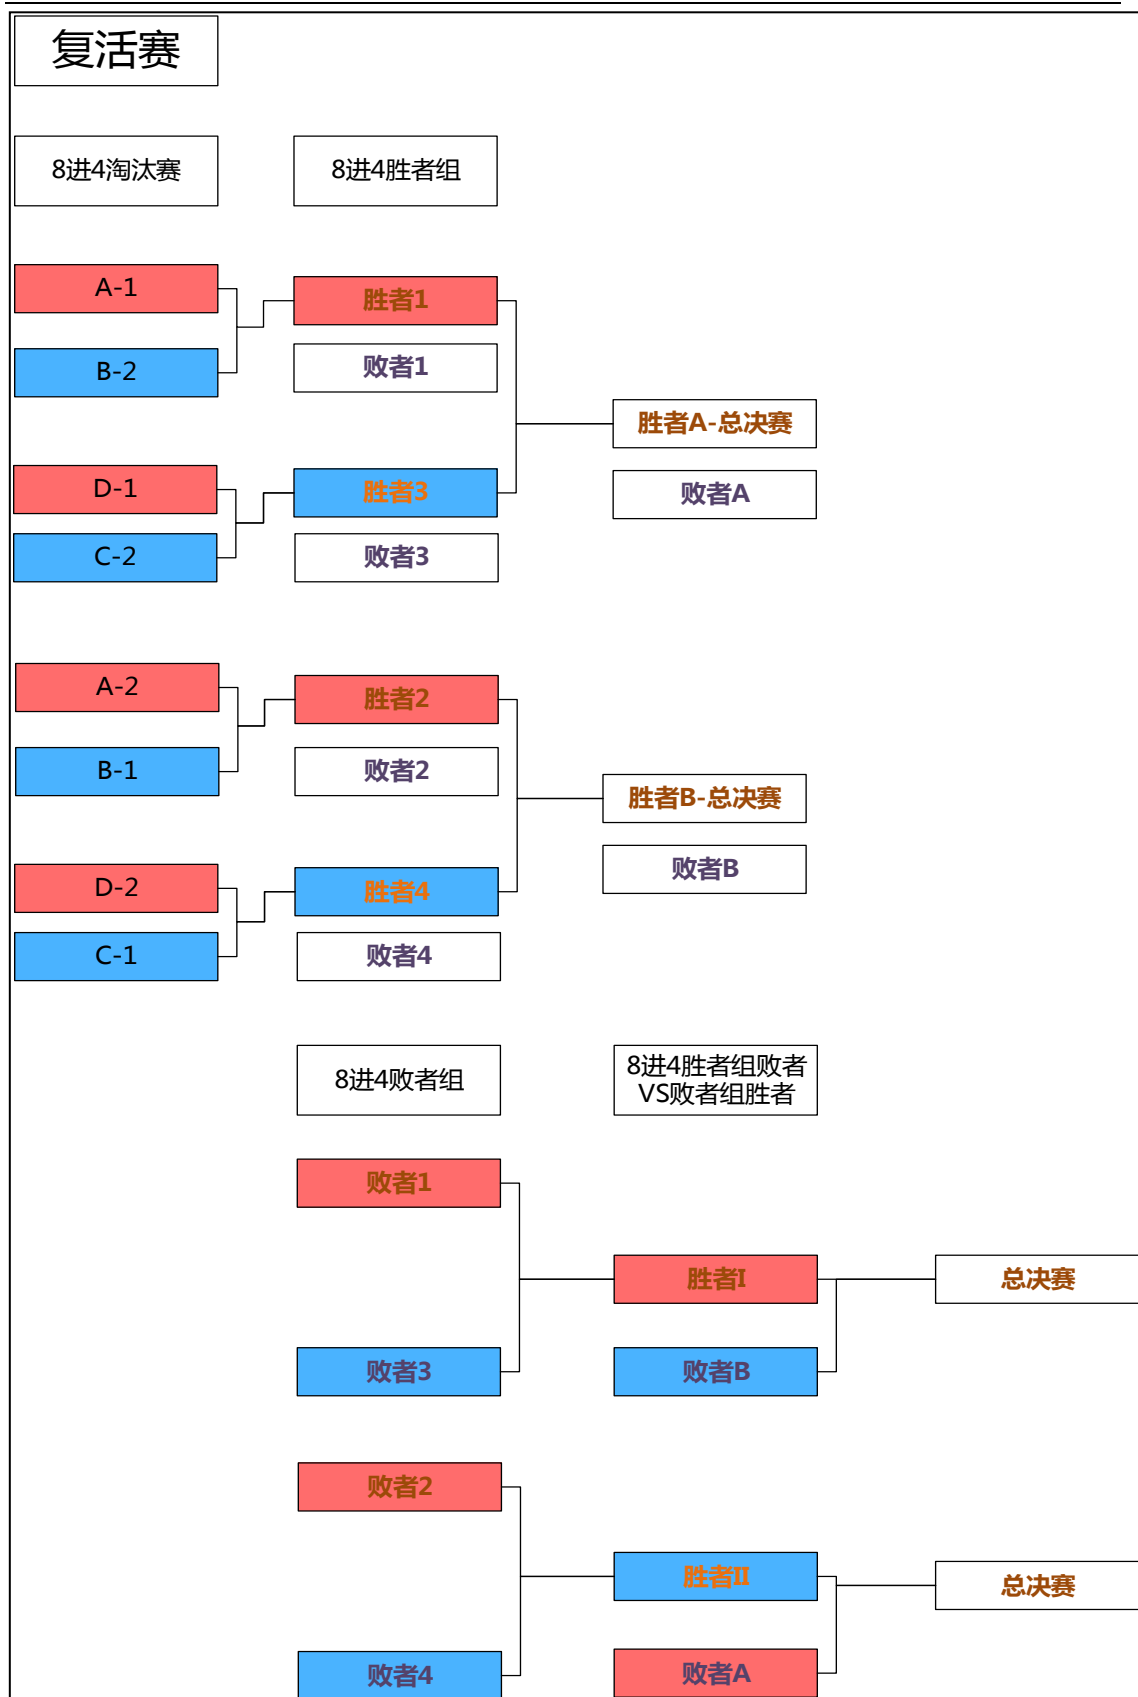 复活赛
8进4淘汰赛
8进4胜者组
A-1
胜者1
B-2
败者1
胜者A-总决赛
D-1
胜者3
败者A
C-2
败者3
A-2
胜者2
B-1
败者2
胜者B-总决赛
败者B
D-2
胜者4
C-1
败者4
8进4败者组
8进4胜者组败者
VS败者组胜者
败者1
胜者I
总决赛
败者3
败者B
败者2
胜者II
总决赛
败者4
败者A